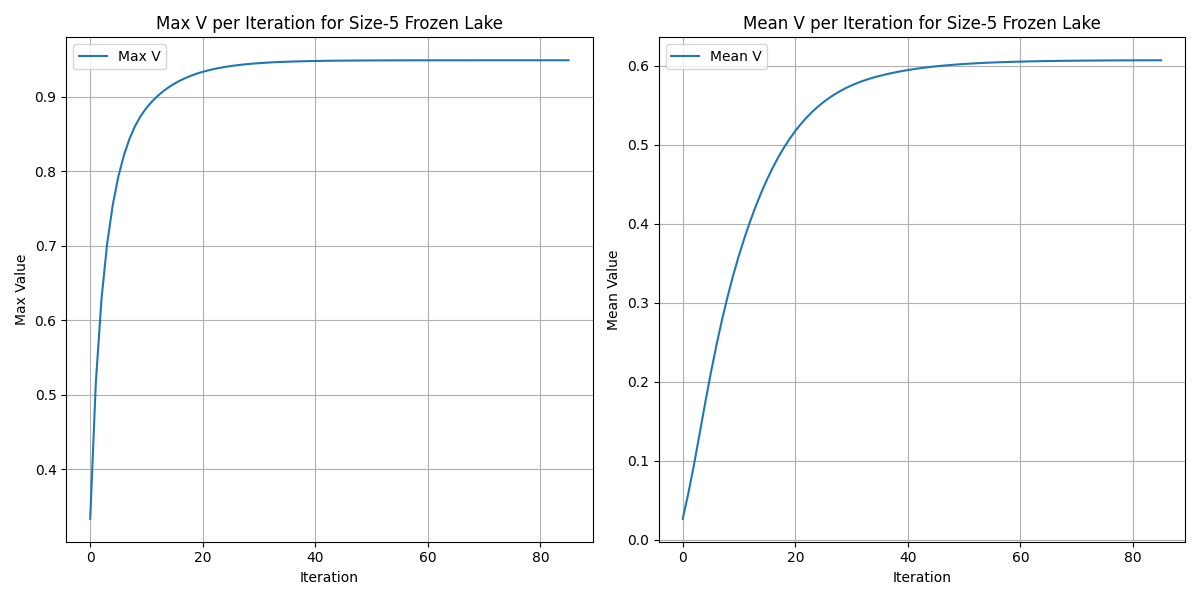 Max V per Iteration for Size-5 Frozen Lake
Max V
0.9
0.8
0.7
0.6
0.5
0.4
Max Value
0
20
40
60
80
Iteration
Mean V per Iteration for Size-5 Frozen Lake
Mean V
0.6
0.5
0.4
0.3
0.2
0.1
0.0
Mean Value
0
20
40
60
80
Iteration